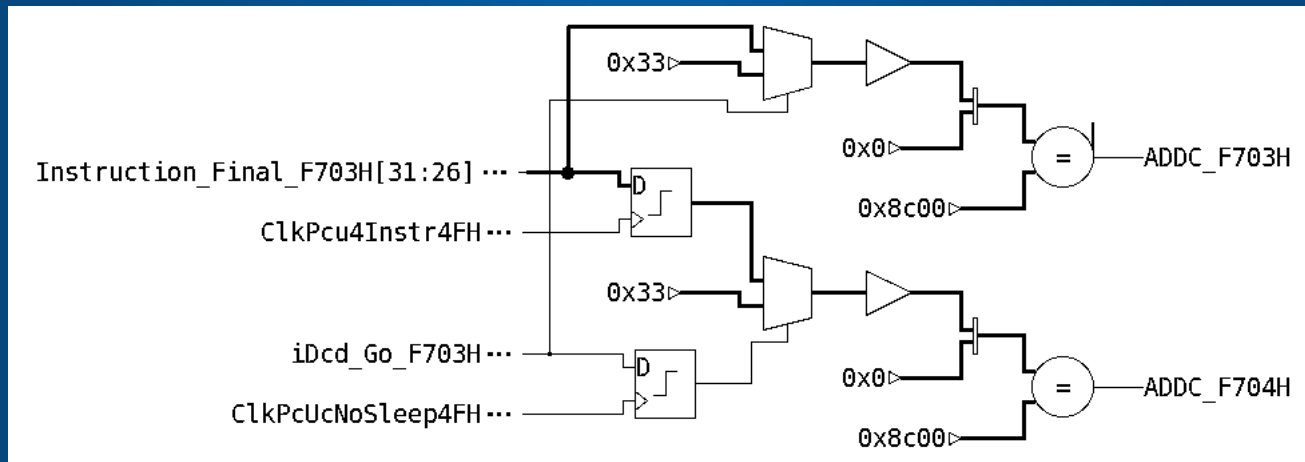 0x33
0x0
=
ADDC_F703H
Instruction_Final_F703H[31:26] ...
D
0x8c00
ClkPcu4Instr4FH ...
0x33
iDcd_Go_F703H ...
D
0x0
=
ADDC_F704H
ClkPcUcNoSleep4FH ...
0x8c00